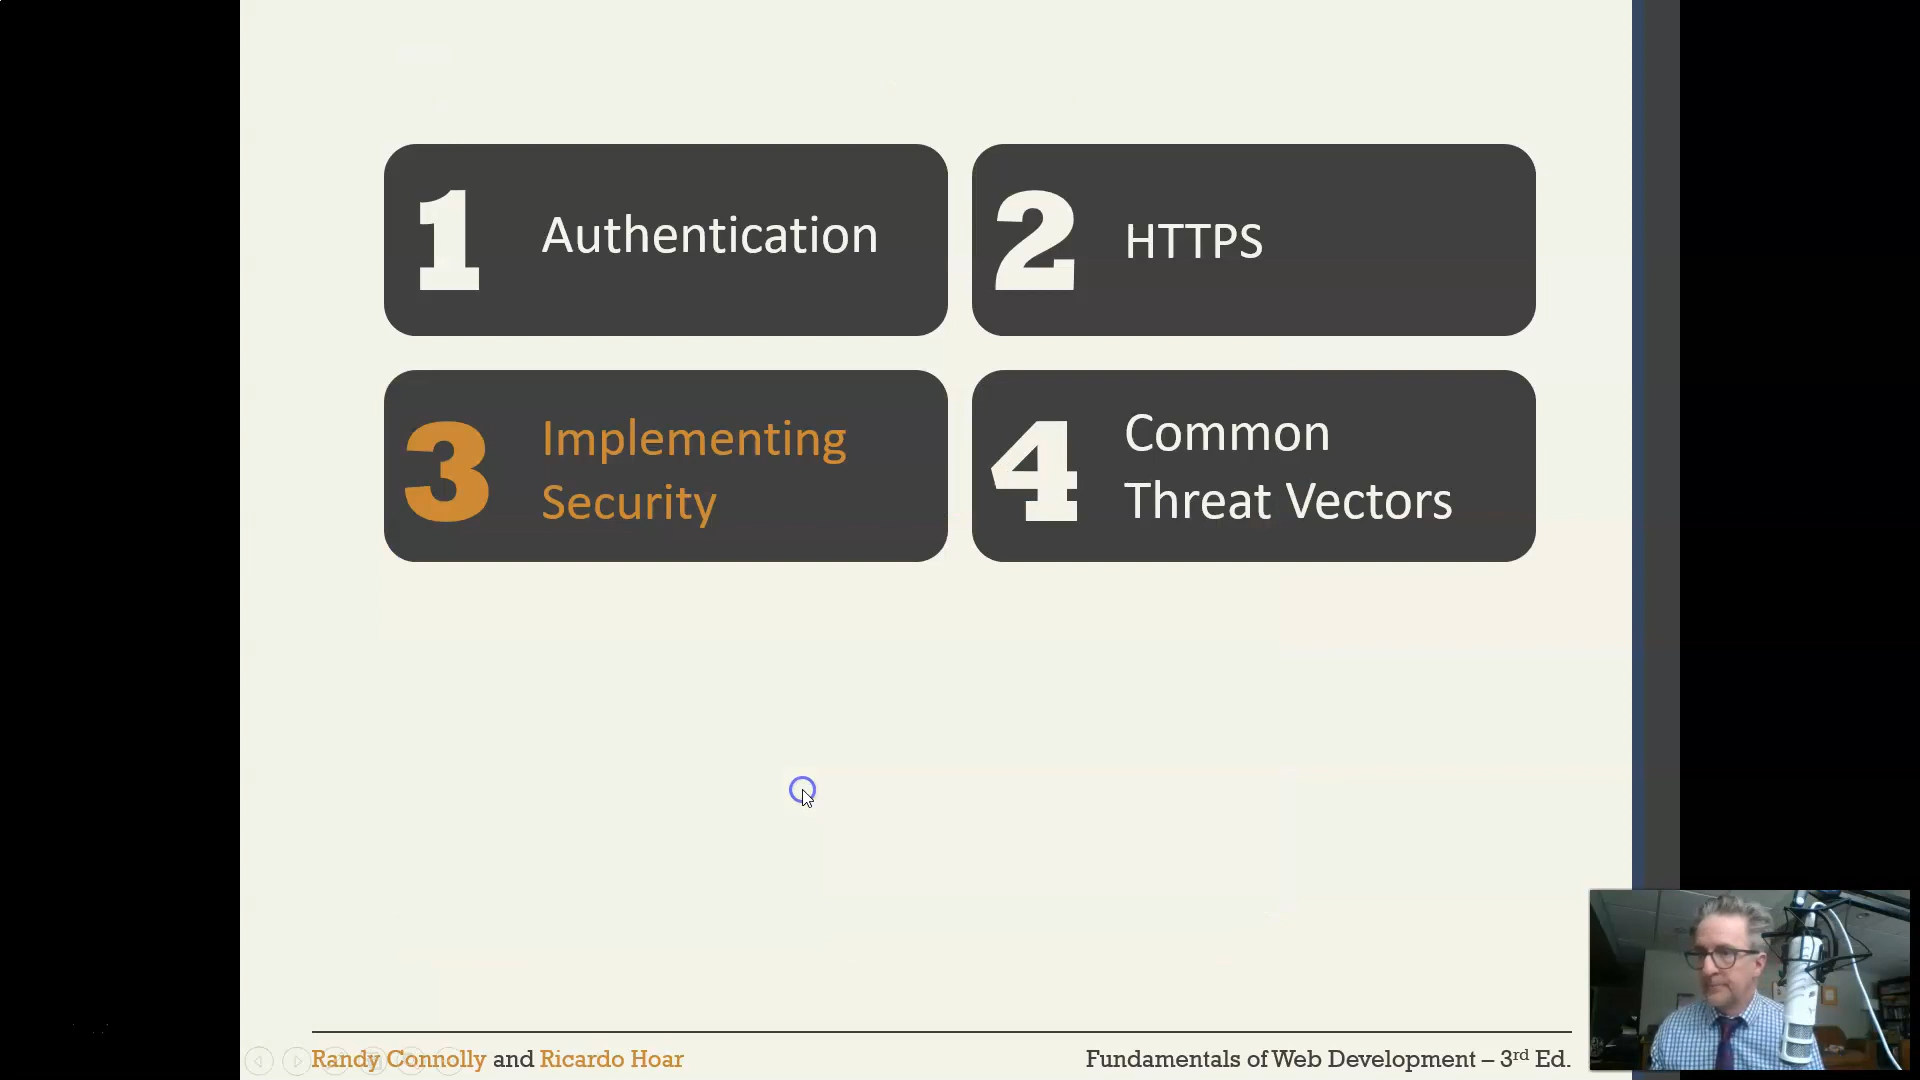 1 Authentication
2 HTTPS
3 Implementing
Security
4 Common
Threat Vectors
Randy Connolly and Ricardo Hoar
Fundamentals of Web Development – 3rd Ed.